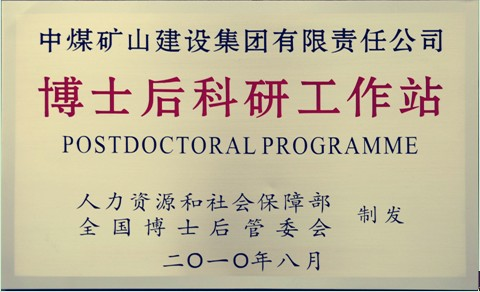 中煤矿山建设集团有限责任公司
博士后科研工作站
POSTDOCTORAL PROGRAMME
人力资源和社会保障部
全国博士后管委会
制发
二〇一〇年八月